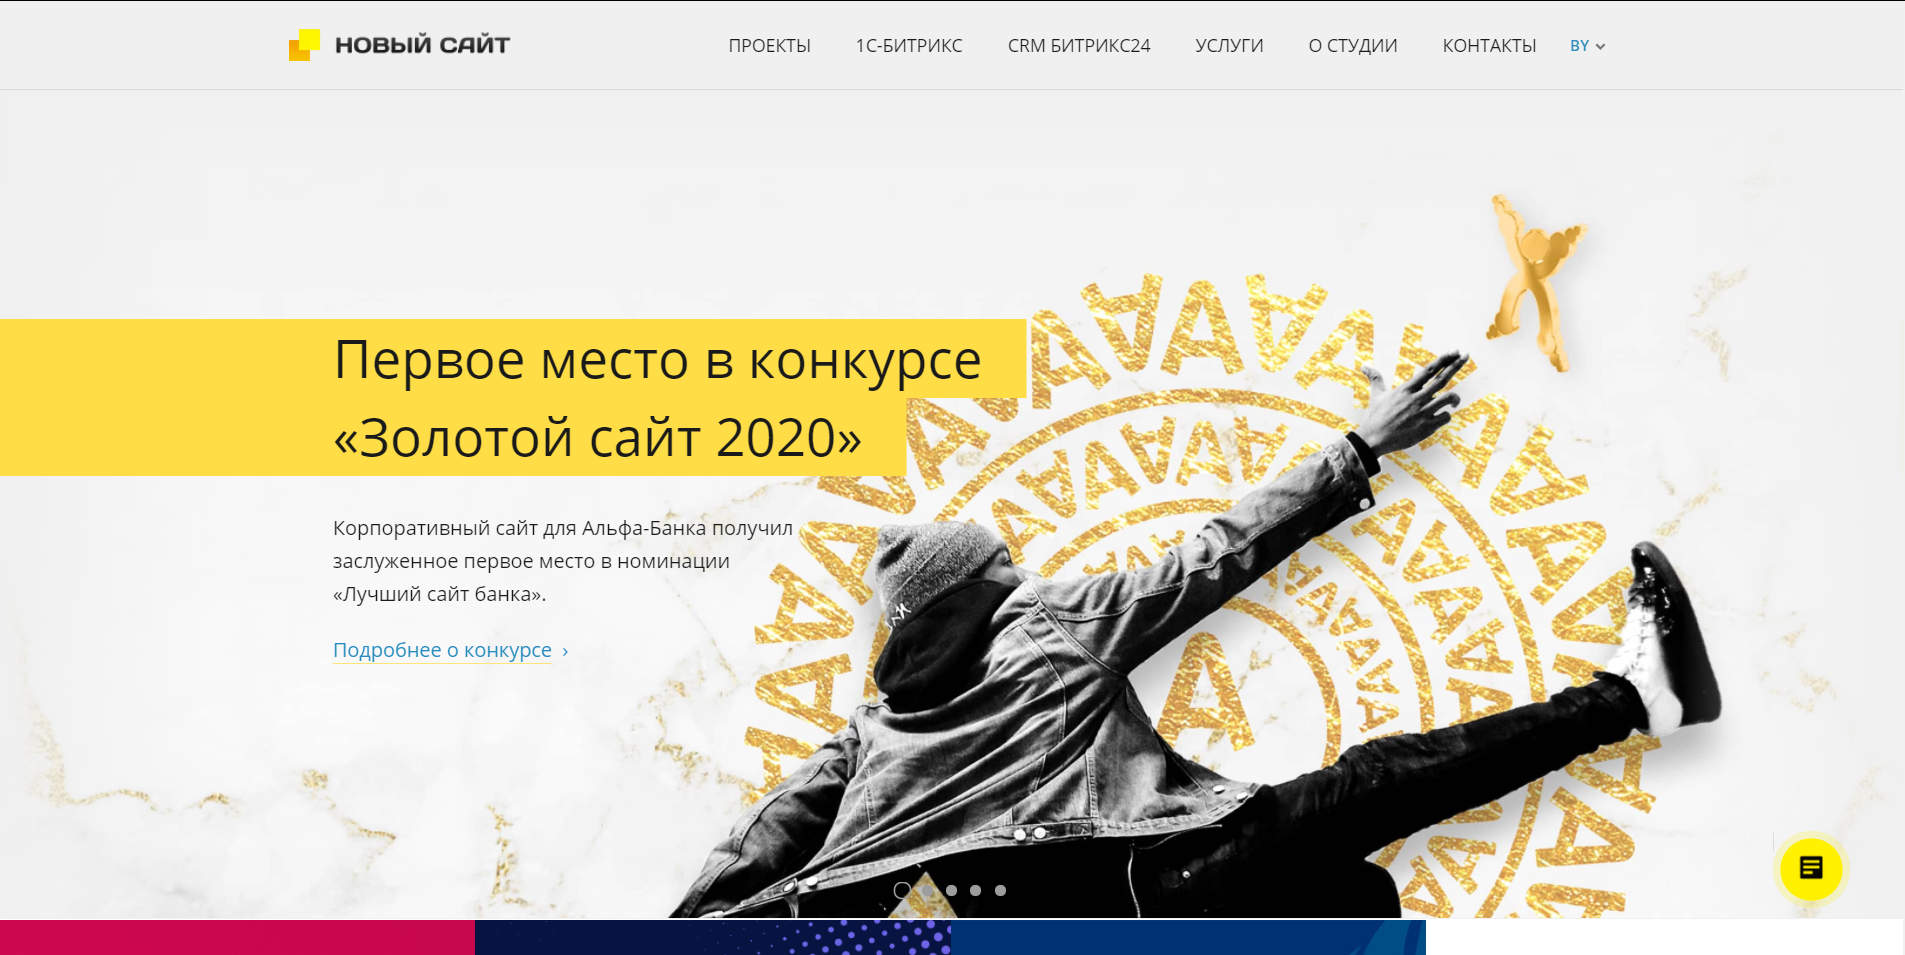 НОВЫЙ САЙТ
ПРОЕКТЫ 1С-БИТРИКС CRM БИТРИКС24 УСЛУГИ О СТУДИИ КОНТАКТЫ BY
Первое место в конкурсе
«Золотой сайт 2020»
Корпоративный сайт для Альфа-Банка получил
заслуженное первое место в номинации
«Лучший сайт банка».
Подробнее о конкурсе ›